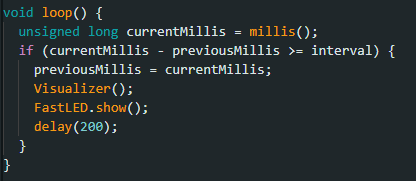 void loop() {
  unsigned long currentMillis = millis();
  if (currentMillis - previousMillis >= interval) {
    previousMillis = currentMillis;
    Visualizer();
    FastLED.show();
    delay(200);
  }
}